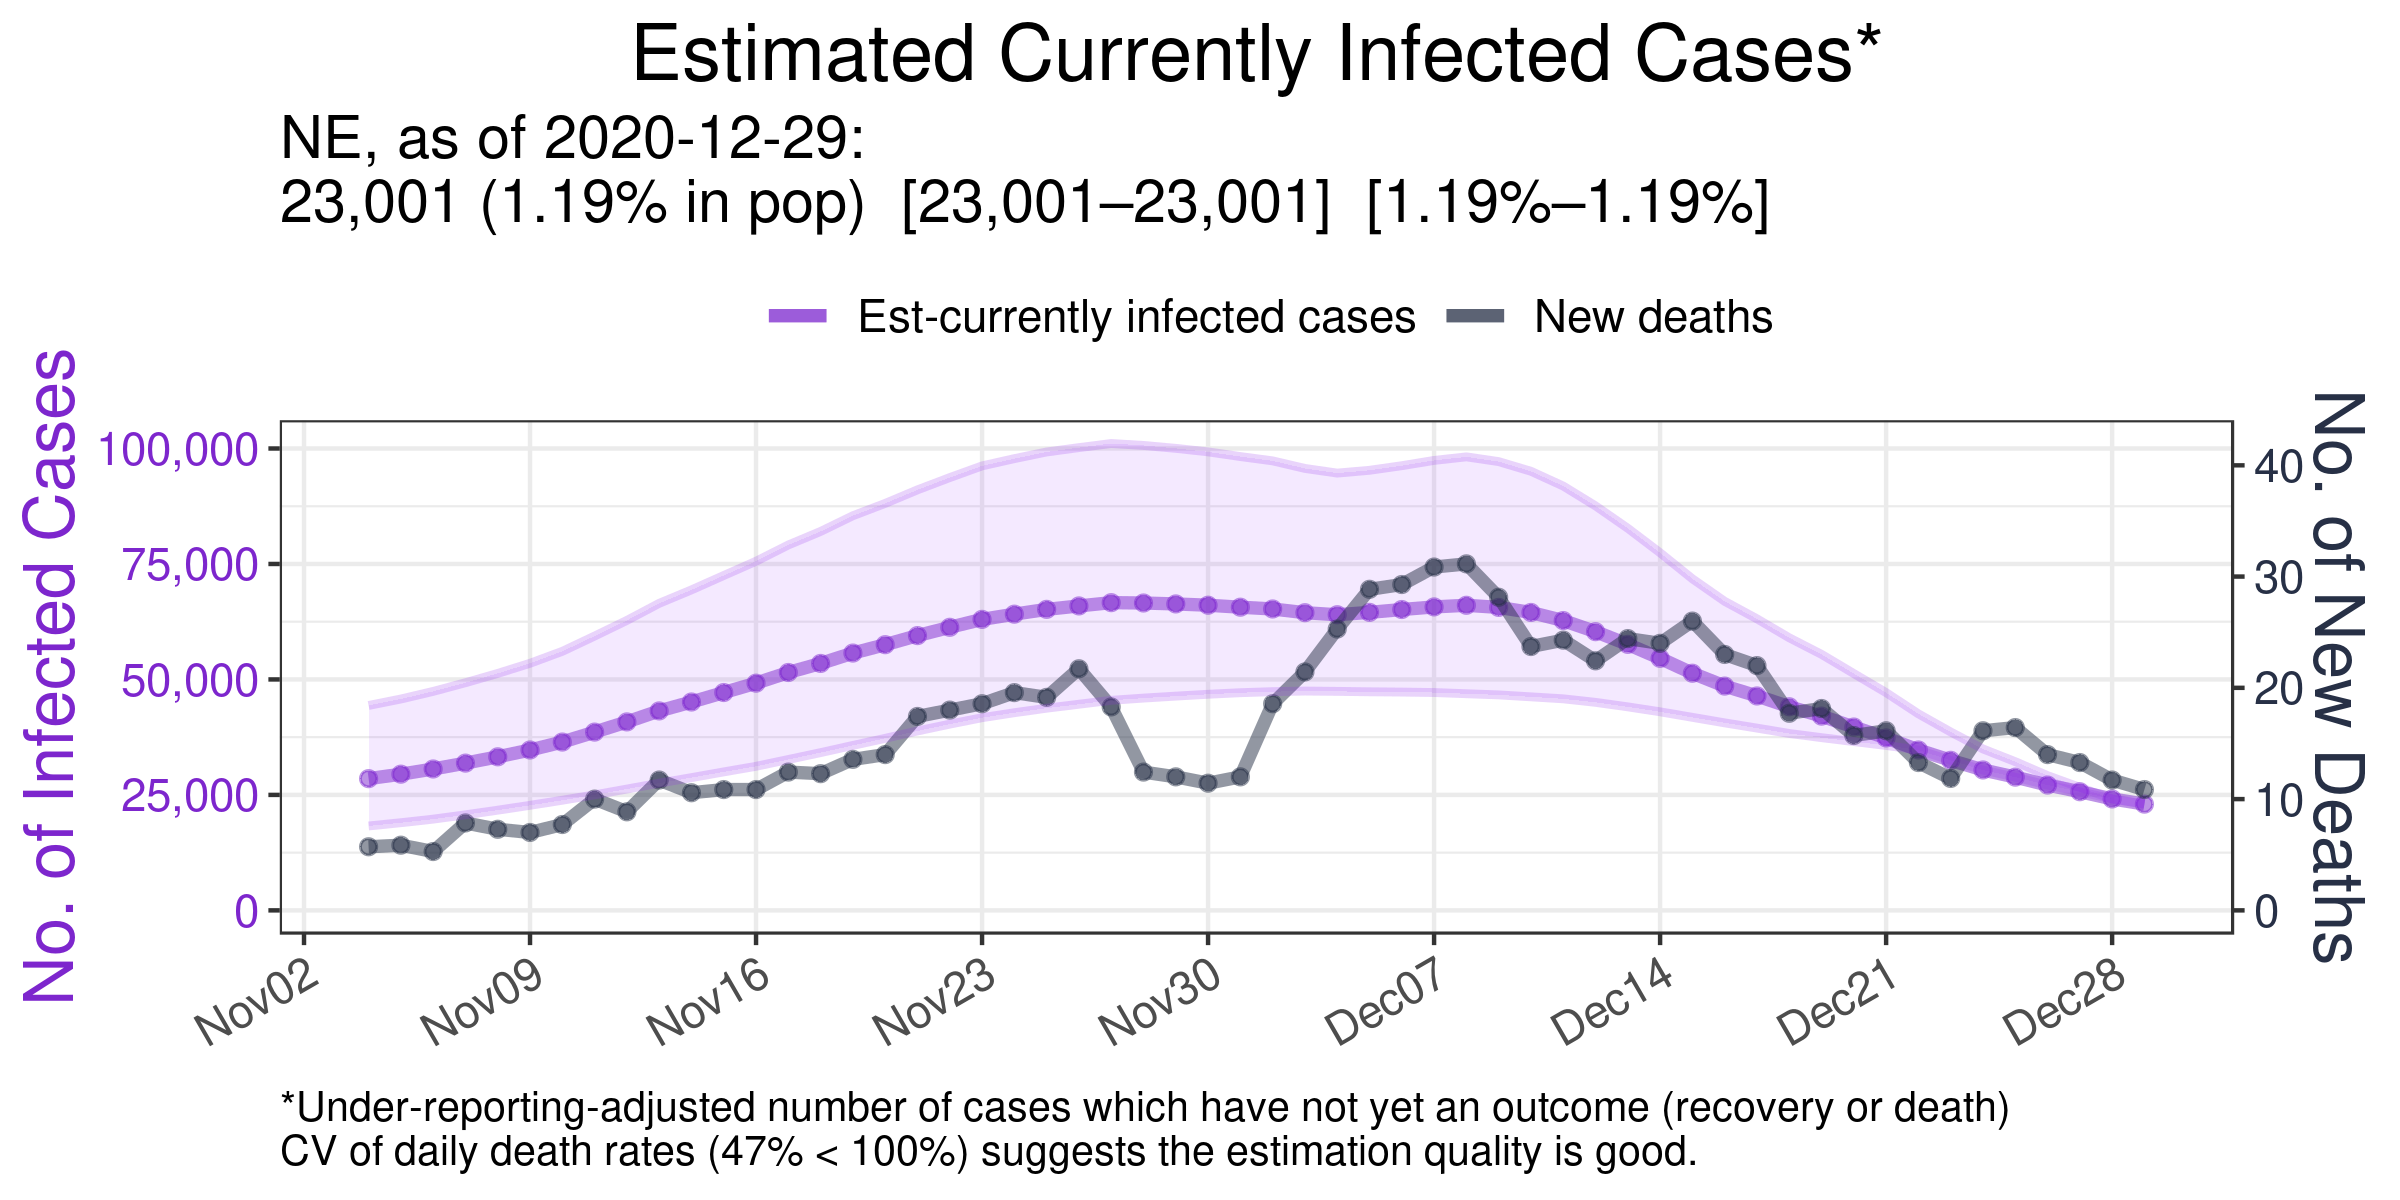 Estimated Currently Infected Cases*
NE, as of 2020-12-29:
23,001 (1.19% in pop)  [23,001–23,001]  [1.19%–1.19%]
Est-currently infected cases
New deaths
No. of Infected Cases
100,000
75,000
50,000
25,000
0
No. of New Deaths
40
30
20
10
0
Nov02
Nov09
Nov16
Nov23
Nov30
Dec07
Dec14
Dec21
Dec28
*Under-reporting-adjusted number of cases which have not yet an outcome (recovery or death)
CV of daily death rates (47% < 100%) suggests the estimation quality is good.